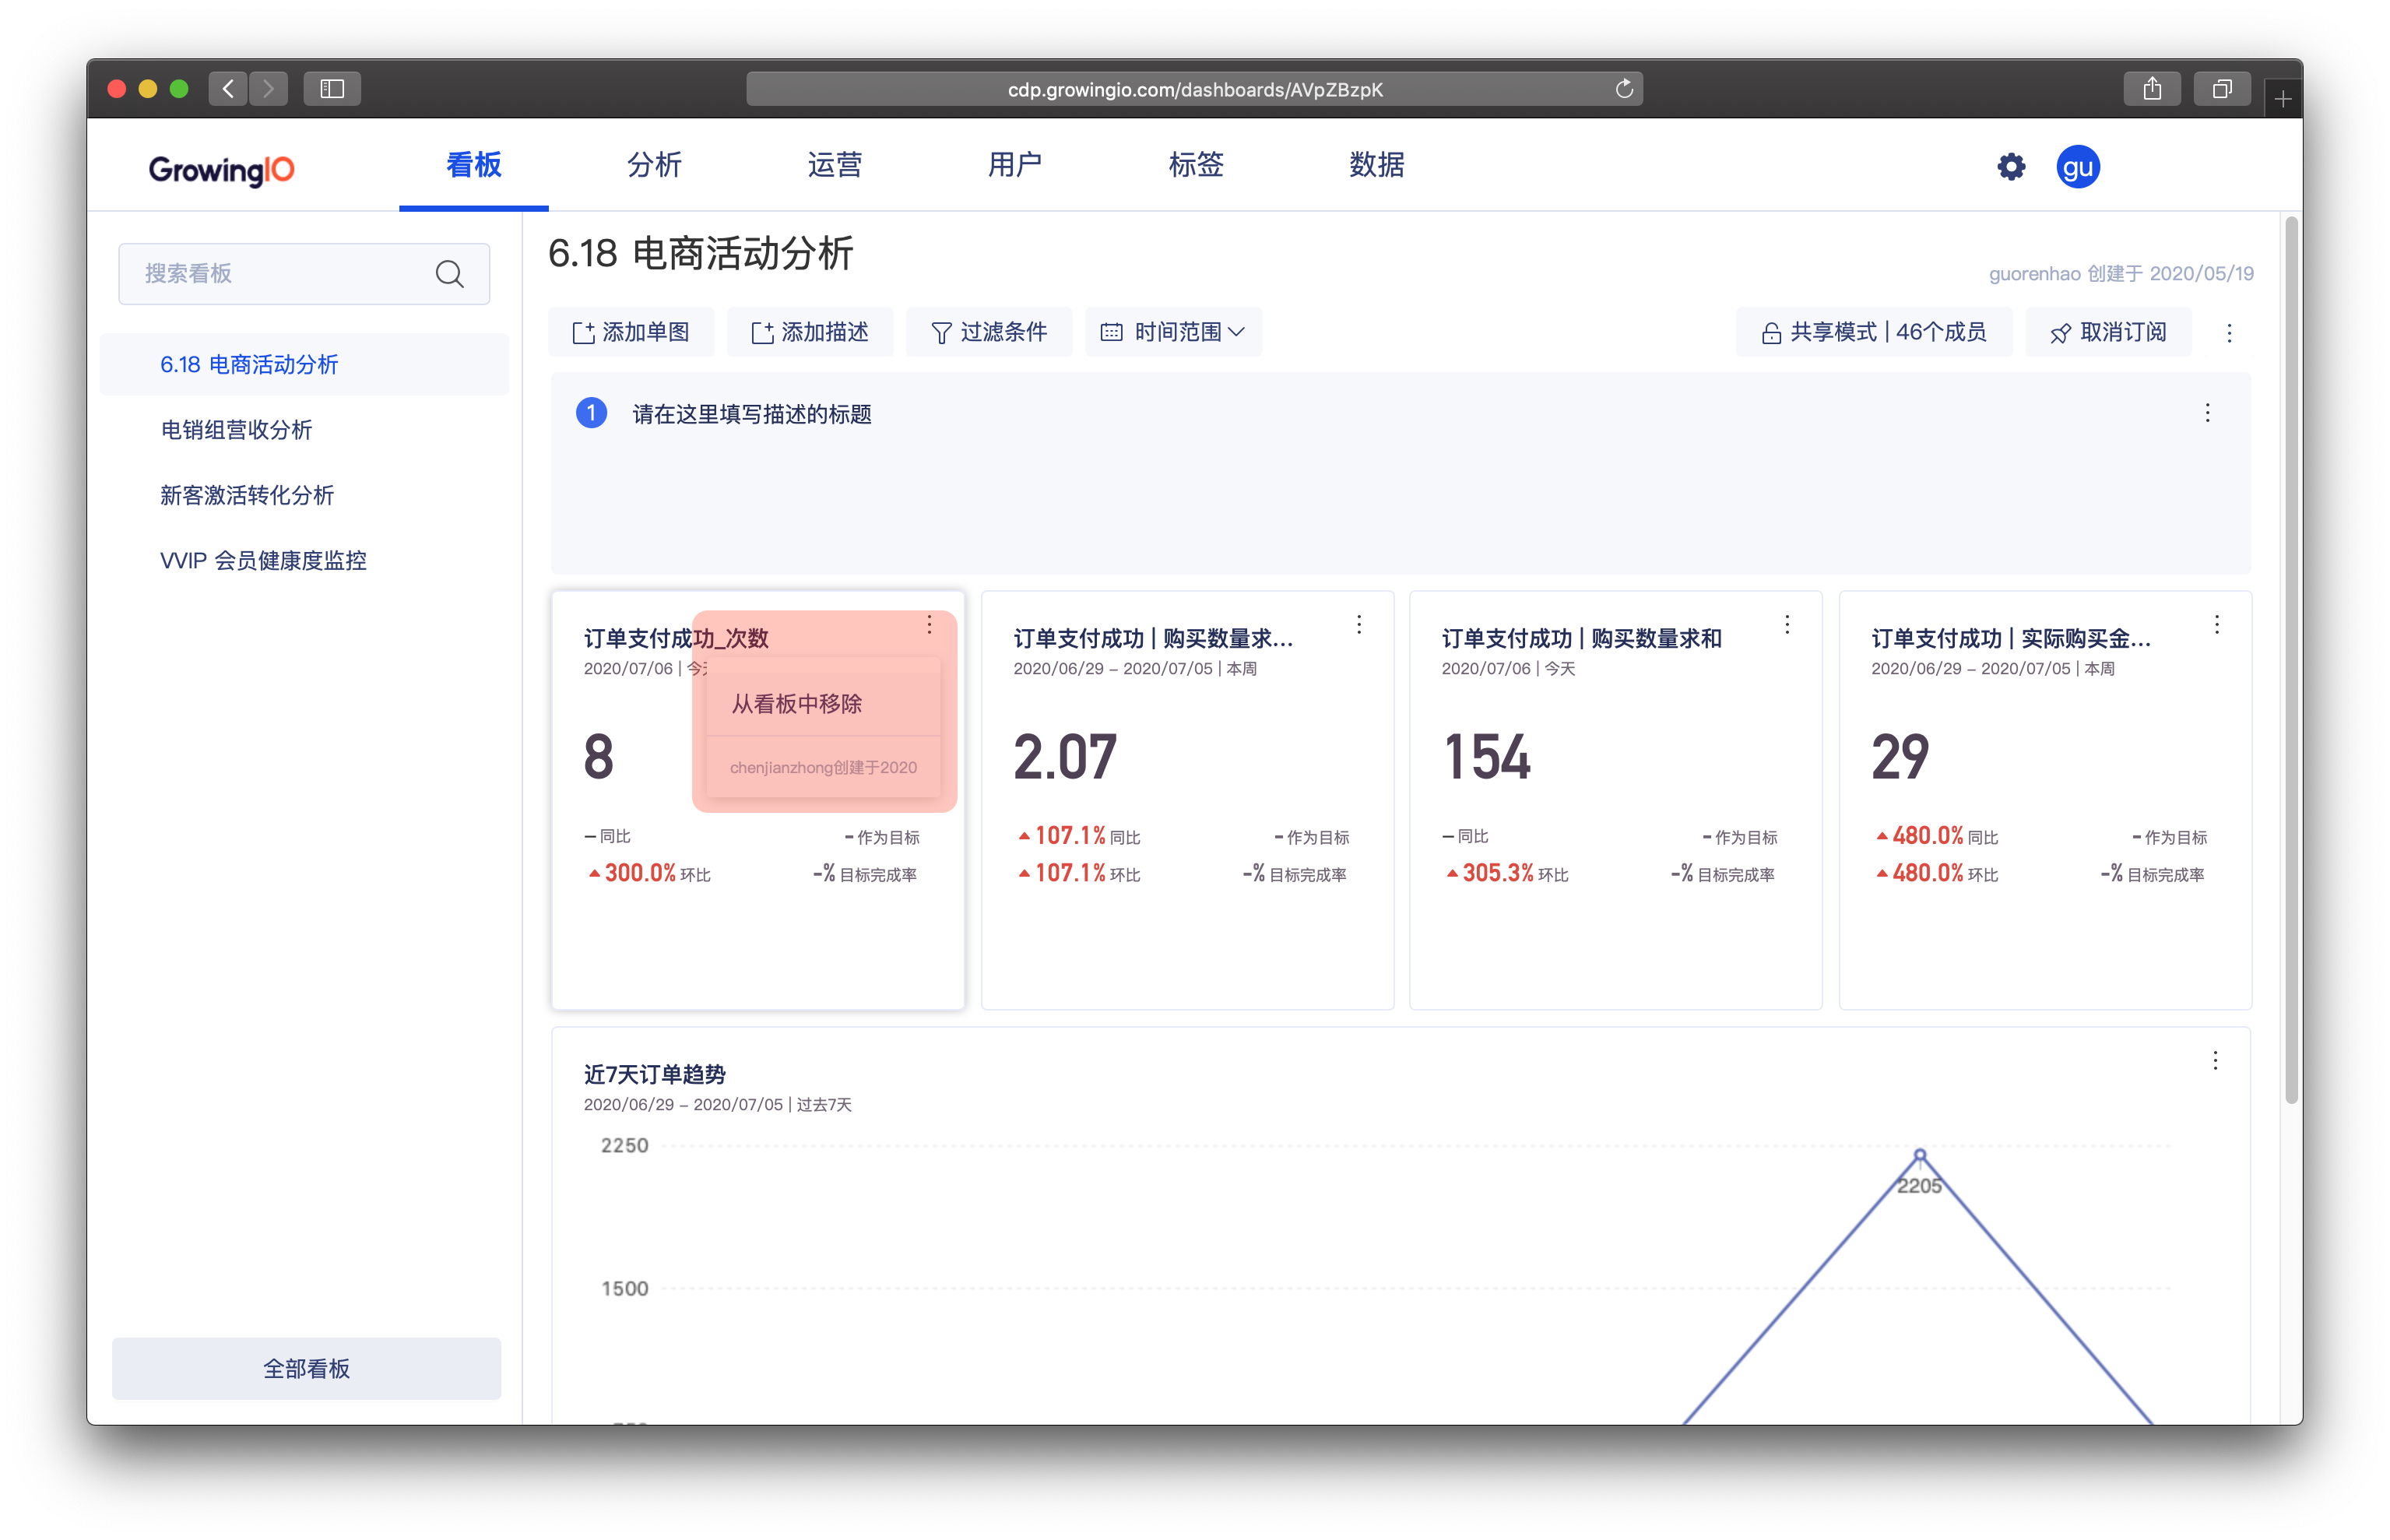 cdp.growingio.com/dashboards/AVpZBzpK
GrowingIO
看板
分析
运营
用户
标签
数据
gu
搜索看板
6.18 电商活动分析
电销组营收分析
新客激活转化分析
VVIP 会员健康度监控
全部看板
6.18 电商活动分析
guorenhao 创建于 2020/05/19
添加单图
添加描述
过滤条件
时间范围
共享模式 | 46个成员
取消订阅
1 请在这里填写描述的标题
订单支付成功_次数
2020/07/06 | 今
从看板中移除
chenjianzhong创建于2020
8
– 同比
- 作为目标
300.0% 环比
-% 目标完成率
订单支付成功 | 购买数量求...
2020/06/29 – 2020/07/05 | 本周
2.07
107.1% 同比
- 作为目标
107.1% 环比
-% 目标完成率
订单支付成功 | 购买数量求和
2020/07/06 | 今天
154
– 同比
- 作为目标
305.3% 环比
-% 目标完成率
订单支付成功 | 实际购买金...
2020/06/29 – 2020/07/05 | 本周
29
480.0% 同比
- 作为目标
480.0% 环比
-% 目标完成率
近7天订单趋势
2020/06/29 – 2020/07/05 | 过去7天
2250
2205
1500